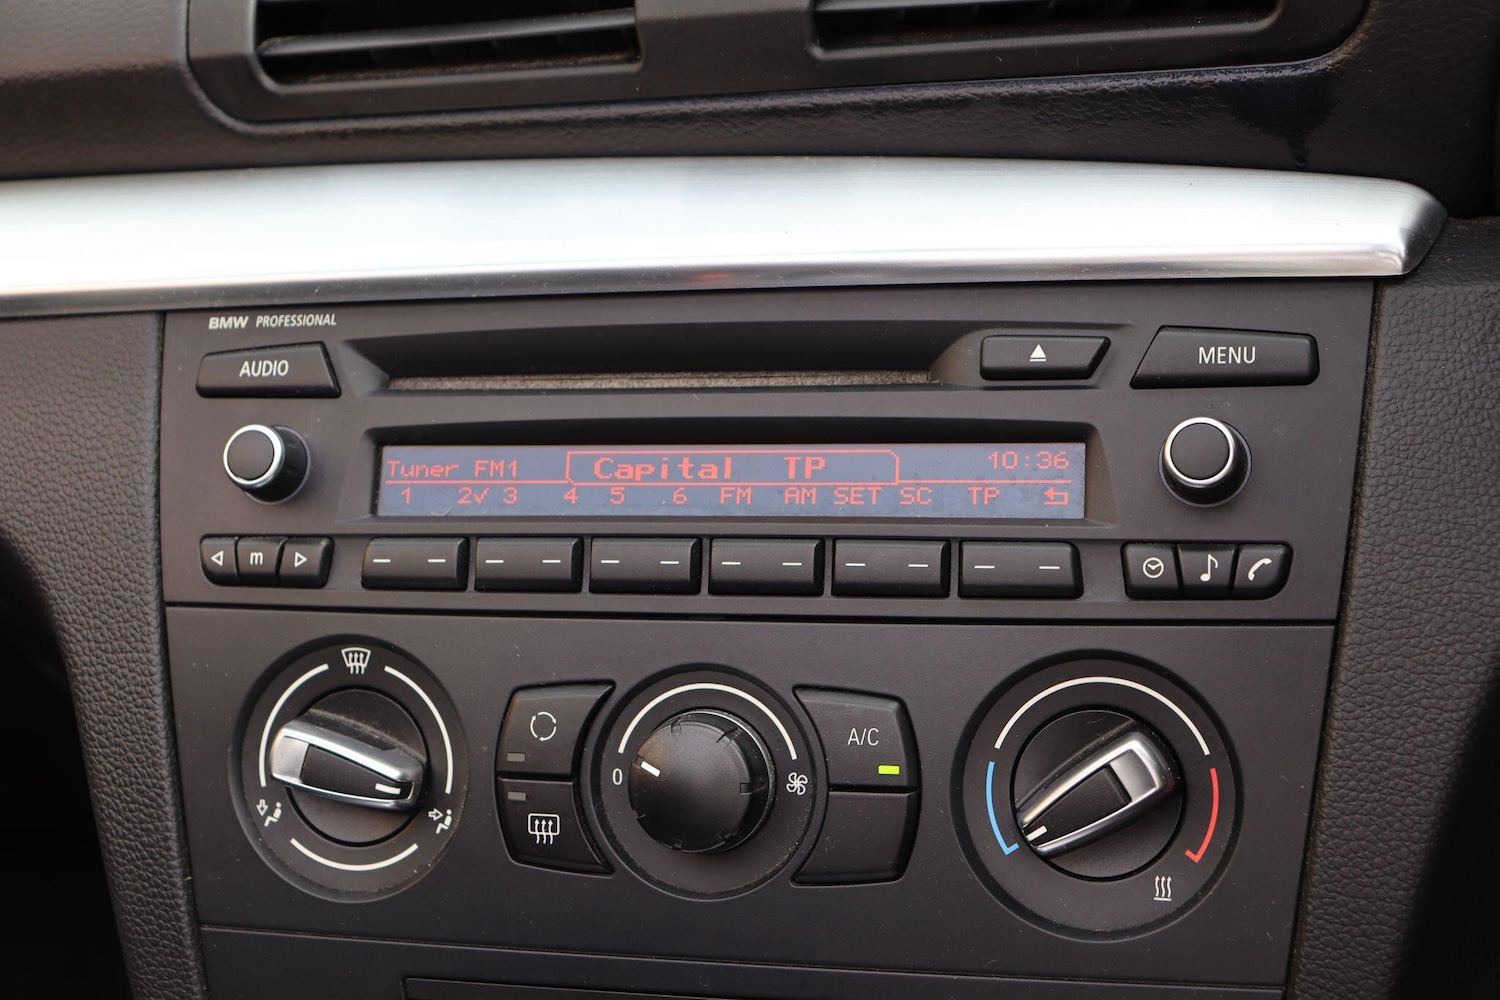 BMW PROFESSIONAL
AUDIO
MENU
Tuner FM1 Capital TP 10:36
1 2✓ 3 4 5 6 FM AM SET SC TP
m
A/C
0